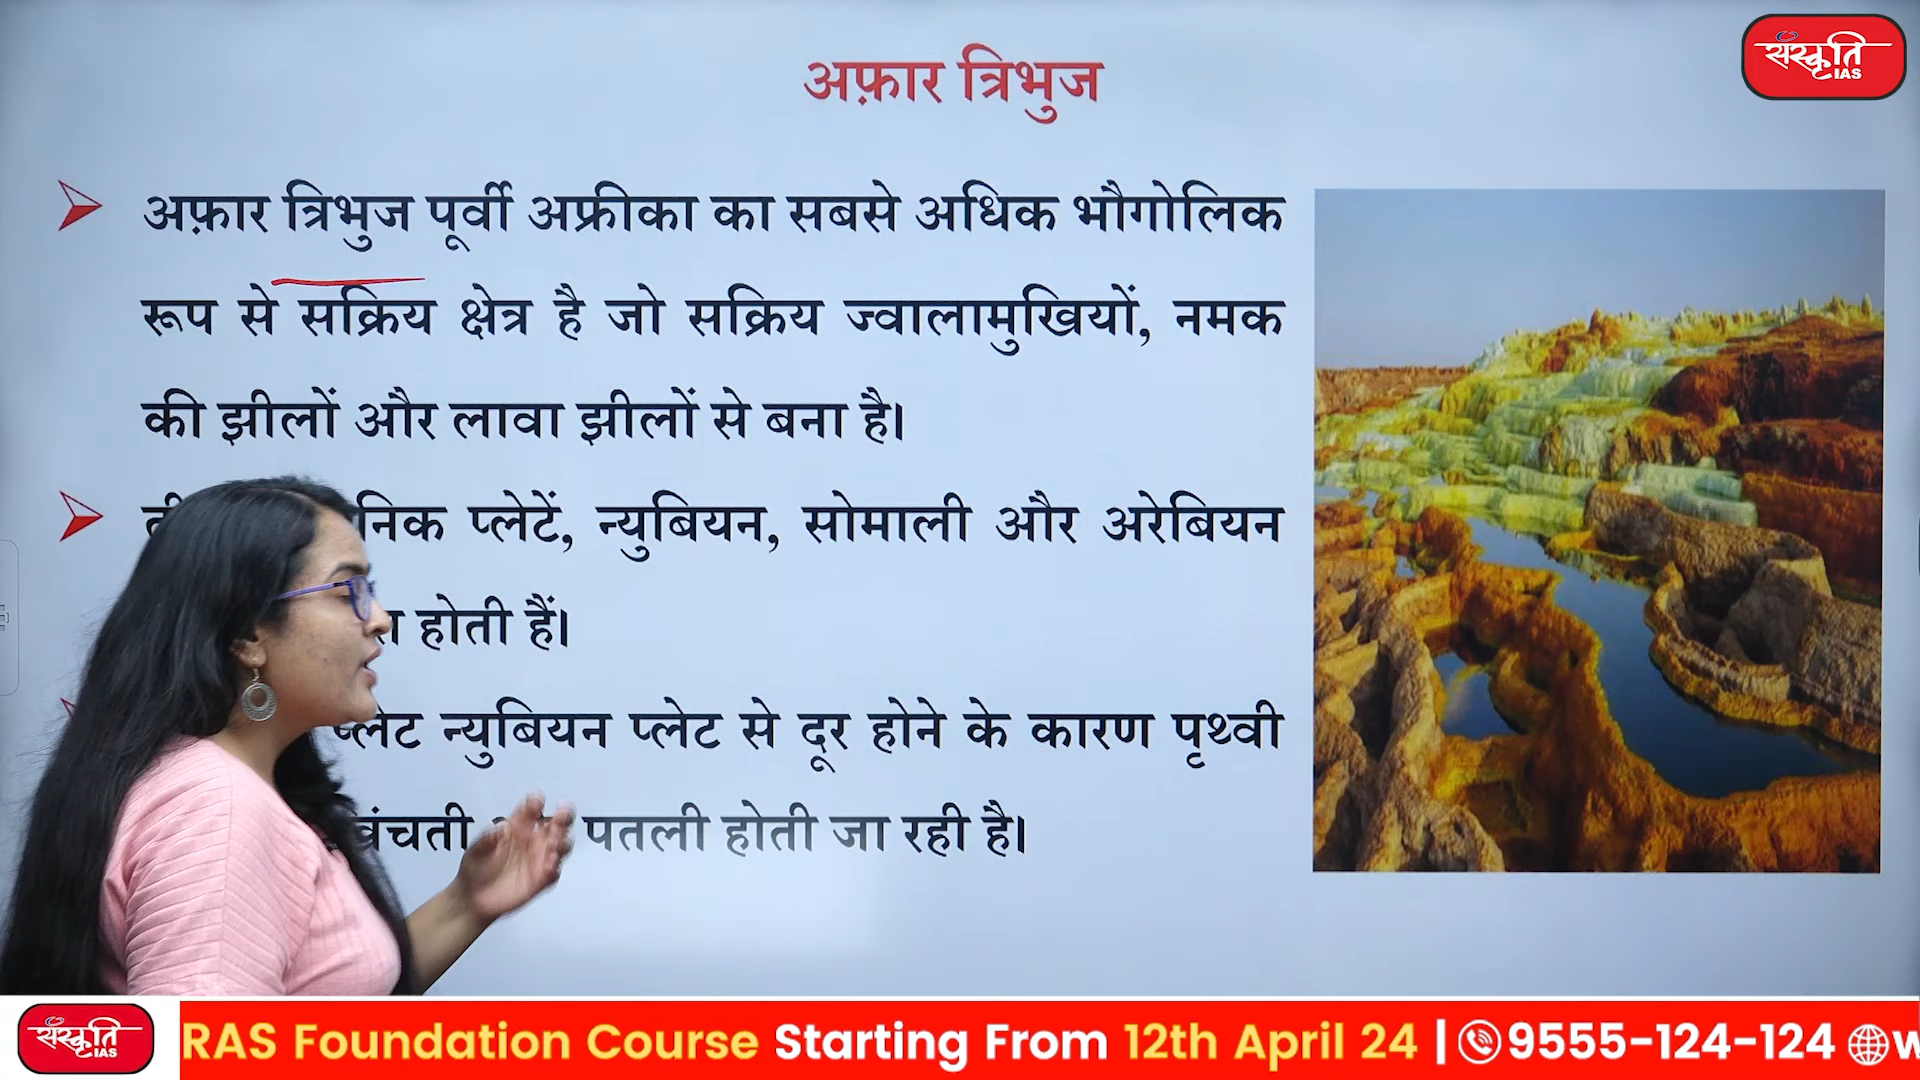 संस्कृति
IAS
अफ़ार त्रिभुज
अफ़ार त्रिभुज पूर्वी अफ्रीका का सबसे अधिक भौगोलिक
रूप से सक्रिय क्षेत्र है जो सक्रिय ज्वालामुखियों, नमक
की झीलों और लावा झीलों से बना है।
प्लेटें, न्युबियन, सोमाली और अरेबियन
होती हैं।
प्लेट न्युबियन प्लेट से दूर होने के कारण पृथ्वी
पतली होती जा रही है।
संस्कृति
IAS
RAS Foundation Course Starting From 12th April 24 | 9555-124-124